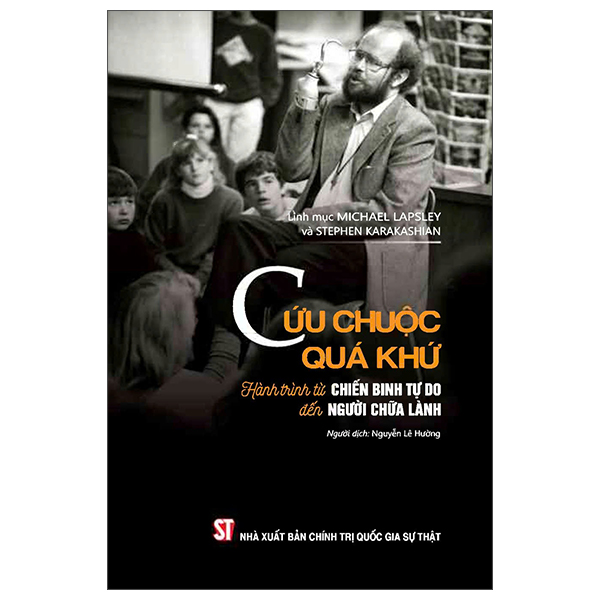 Linh mục MICHAEL LAPSLEY
và STEPHEN KARAKASHIAN
CỨU CHUỘC
QUÁ KHỨ
Hành trình từ CHIẾN BINH TỰ DO
đến NGƯỜI CHỮA LÀNH
Người dịch: Nguyễn Lê Hường
ST NHÀ XUẤT BẢN CHÍNH TRỊ QUỐC GIA SỰ THẬT